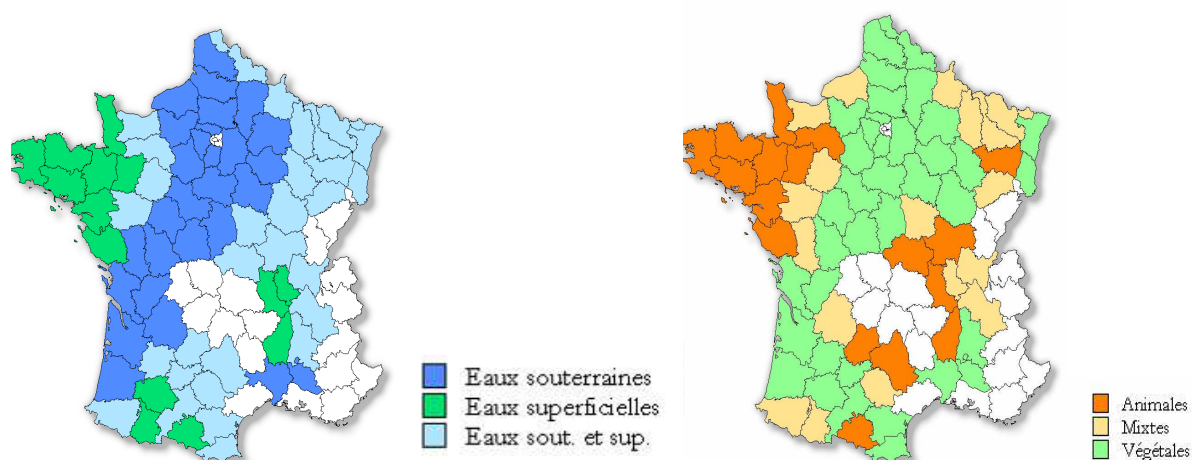 Eaux souterraines
Eaux superficielles
Eaux sout. et sup.
Animales
Mixtes
Végétales